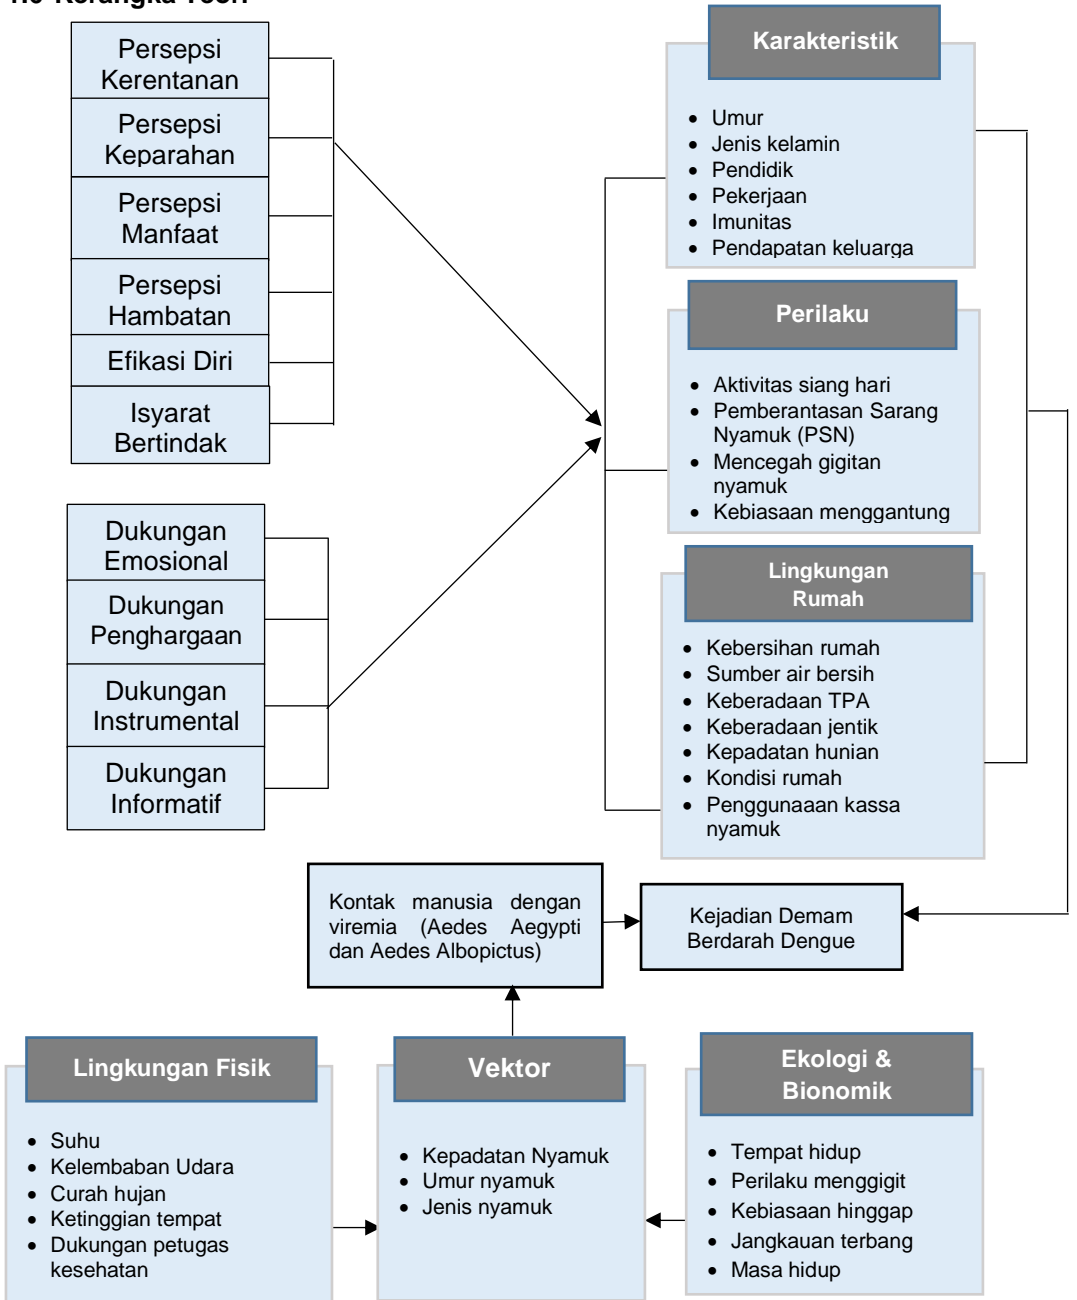 Persepsi
Kerentanan
Persepsi
Keparahan
Persepsi
Manfaat
Persepsi
Hambatan
Efikasi Diri
Isyarat
Bertindak
Dukungan
Emosional
Dukungan
Penghargaan
Dukungan
Instrumental
Dukungan
Informatif
Karakteristik
• Umur
• Jenis kelamin
• Pendidik
• Pekerjaan
• Imunitas
• Pendapatan keluarga
Perilaku
• Aktivitas siang hari
• Pemberantasan Sarang
Nyamuk (PSN)
• Mencegah gigitan
nyamuk
• Kebiasaan menggantung
Lingkungan
Rumah
• Kebersihan rumah
• Sumber air bersih
• Keberadaan TPA
• Keberadaan jentik
• Kepadatan hunian
• Kondisi rumah
• Penggunaaan kassa
nyamuk
Kontak manusia dengan
viremia (Aedes Aegypti
dan Aedes Albopictus)
Kejadian Demam
Berdarah Dengue
Lingkungan Fisik
• Suhu
• Kelembaban Udara
• Curah hujan
• Ketinggian tempat
• Dukungan petugas
kesehatan
Vektor
• Kepadatan Nyamuk
• Umur nyamuk
• Jenis nyamuk
Ekologi &
Bionomik
• Tempat hidup
• Perilaku menggigit
• Kebiasaan hinggap
• Jangkauan terbang
• Masa hidup